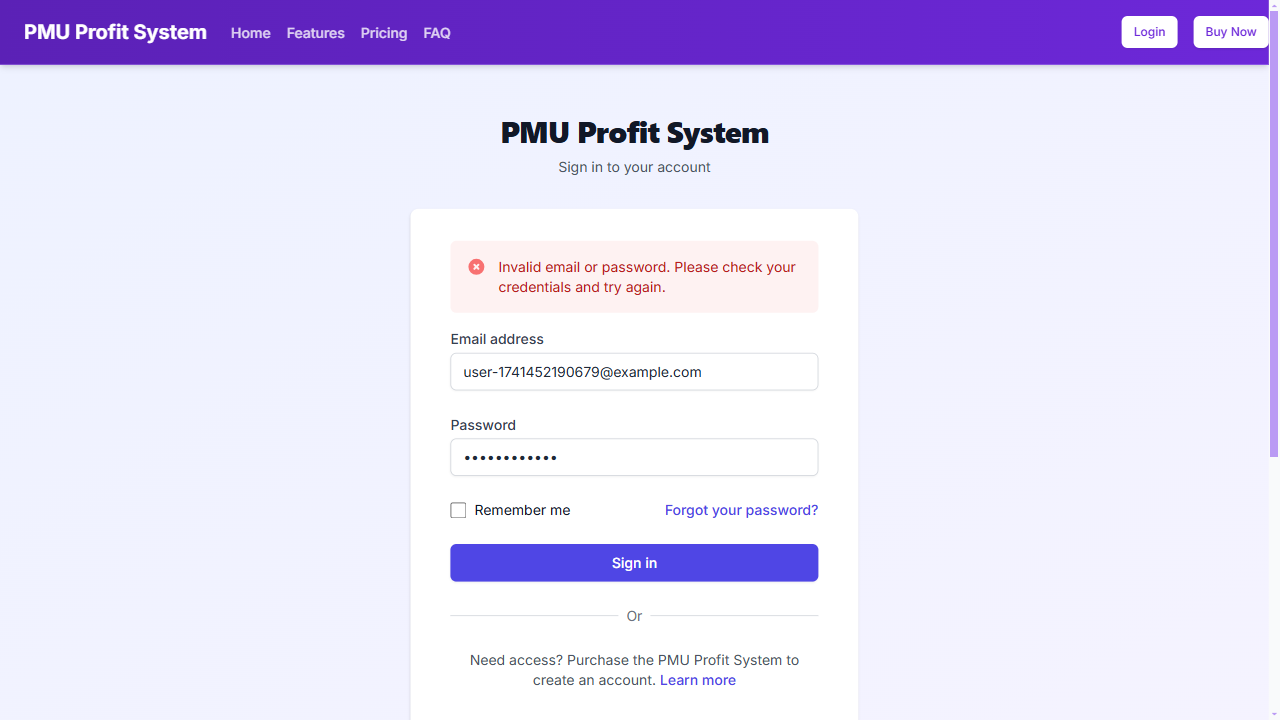 PMU Profit System Home Features Pricing FAQ Login Buy Now
PMU Profit System
Sign in to your account
Invalid email or password. Please check your
credentials and try again.
Email address
user-1741452190679@example.com
Password
••••••••••••
Remember me Forgot your password?
Sign in
Or
Need access? Purchase the PMU Profit System to
create an account. Learn more